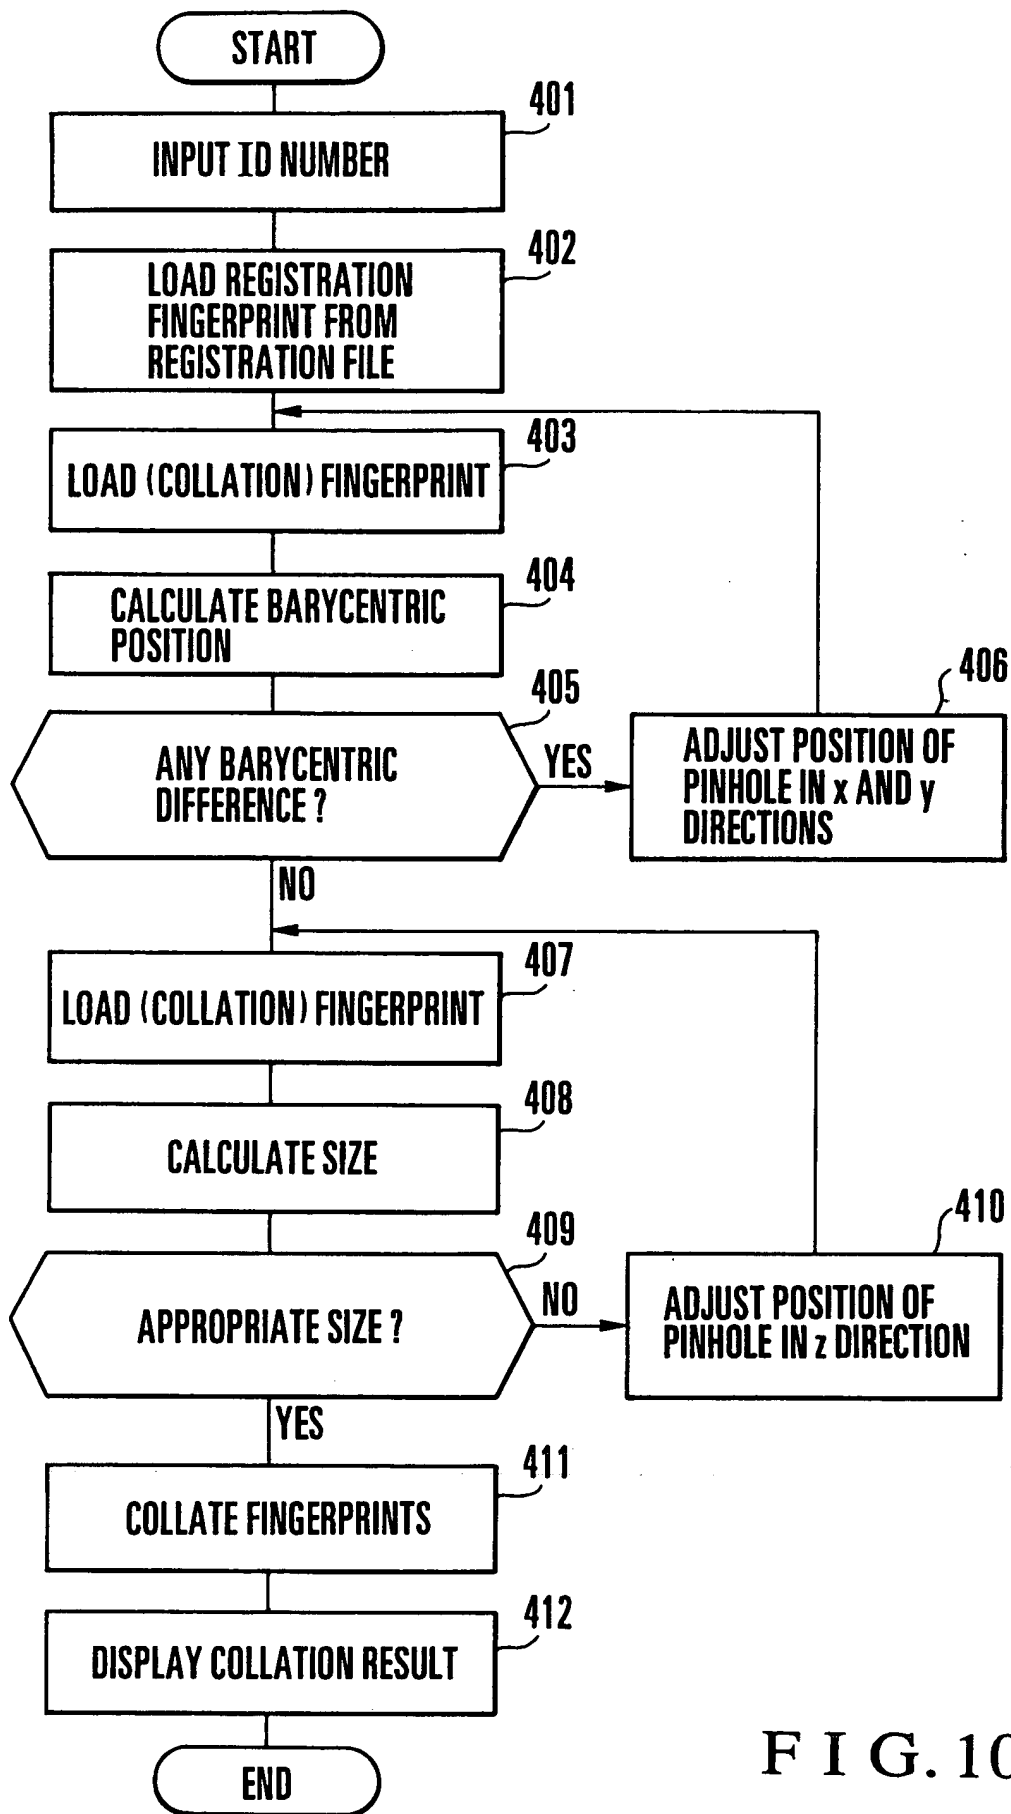 START
401
INPUT ID NUMBER
402
LOAD REGISTRATION
FINGERPRINT FROM
REGISTRATION FILE
403
LOAD (COLLATION) FINGERPRINT
404
CALCULATE BARYCENTRIC
POSITION
405
ANY BARYCENTRIC
DIFFERENCE ?
YES
406
ADJUST POSITION OF
PINHOLE IN x AND y
DIRECTIONS
NO
407
LOAD (COLLATION) FINGERPRINT
408
CALCULATE SIZE
409
APPROPRIATE SIZE ?
NO
410
ADJUST POSITION OF
PINHOLE IN z DIRECTION
YES
411
COLLATE FINGERPRINTS
412
DISPLAY COLLATION RESULT
END
FIG. 10